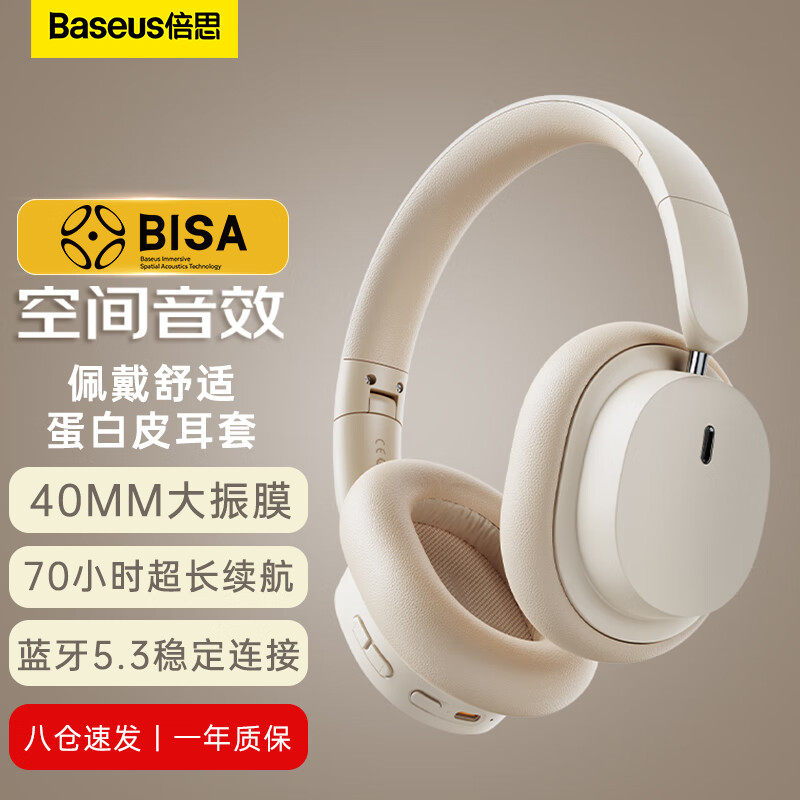 Baseus倍思
BISA
Baseus Immersive
Spatial Acoustics Technology
空间音效
佩戴舒适
蛋白皮耳套
40MM大振膜
70小时超长续航
蓝牙5.3稳定连接
八仓速发丨一年质保
CE